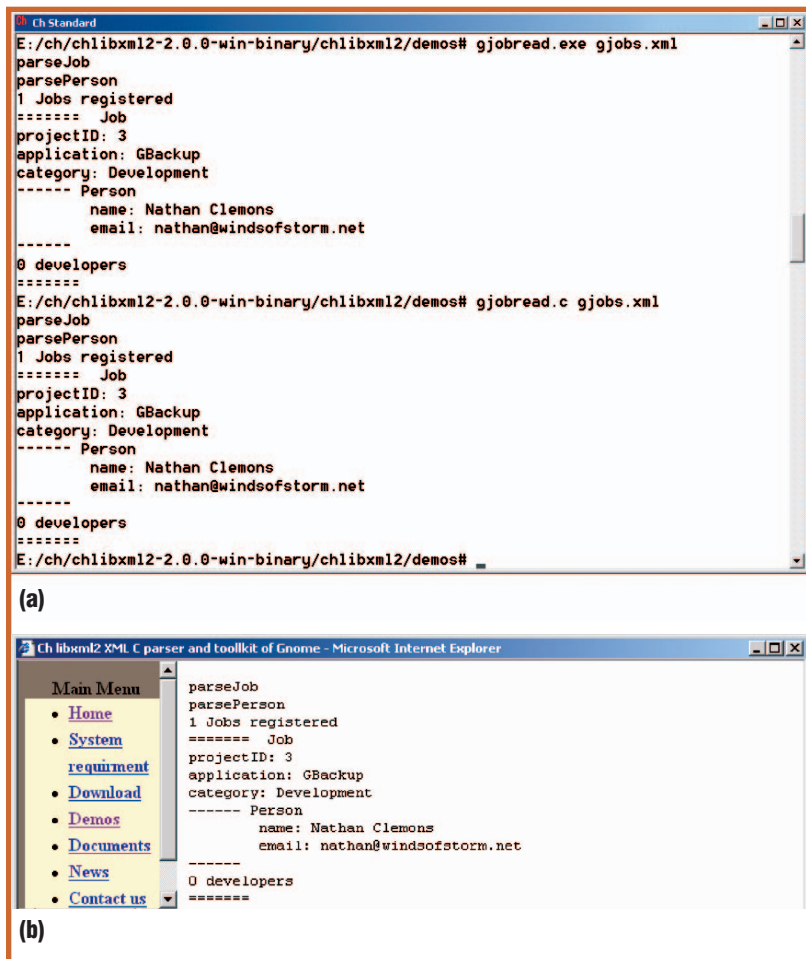 Ch Ch Standard
E:/ch/chlibxml2-2.0.0-win-binary/chlibxml2/demos# gjobread.exe gjobs.xml
parseJob
parsePerson
1 Jobs registered
======= Job
projectID: 3
application: GBackup
category: Development
------ Person
name: Nathan Clemons
email: nathan@windsofstorm.net
------
0 developers
=======
E:/ch/chlibxml2-2.0.0-win-binary/chlibxml2/demos# gjobread.c gjobs.xml
parseJob
parsePerson
1 Jobs registered
======= Job
projectID: 3
application: GBackup
category: Development
------ Person
name: Nathan Clemons
email: nathan@windsofstorm.net
------
0 developers
=======
E:/ch/chlibxml2-2.0.0-win-binary/chlibxml2/demos# _
(a)
Ch libxml2 XML C parser and toollkit of Gnome - Microsoft Internet Explorer
Main Menu
• Home
• System
requirment
• Download
• Demos
• Documents
• News
• Contact us
parseJob
parsePerson
1 Jobs registered
======= Job
projectID: 3
application: GBackup
category: Development
------ Person
name: Nathan Clemons
email: nathan@windsofstorm.net
------
0 developers
=======
(b)